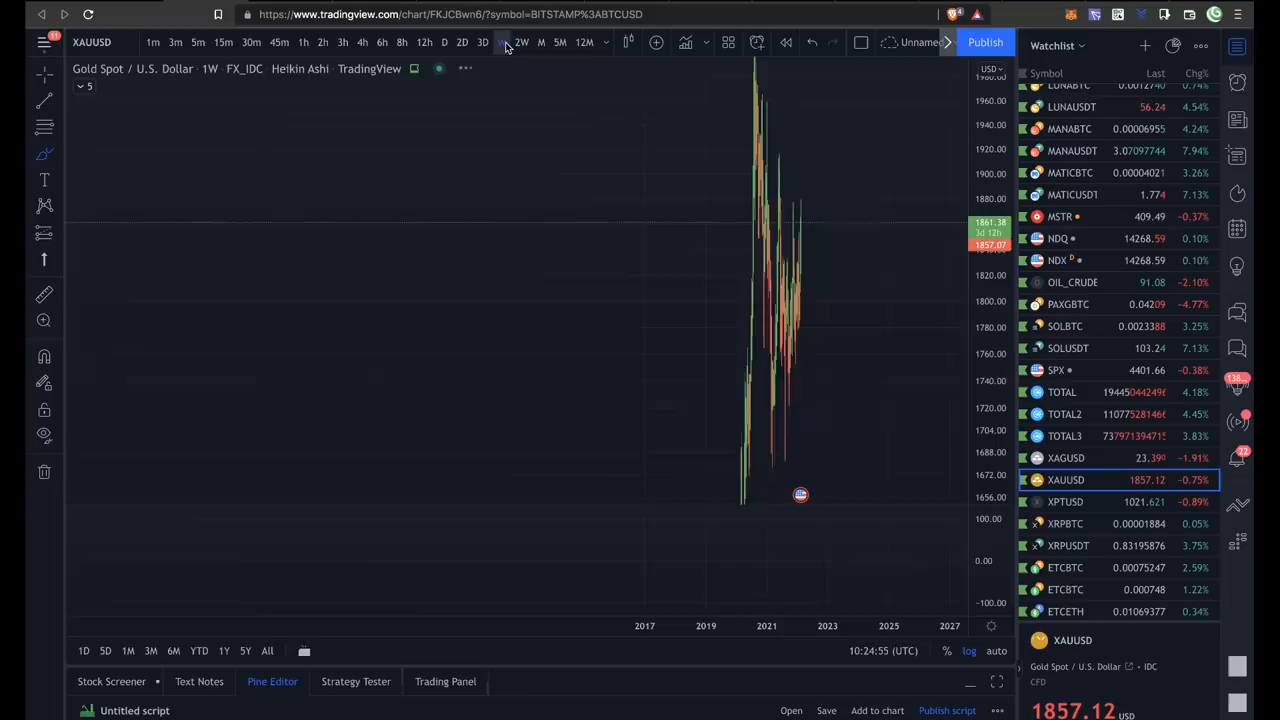 https://www.tradingview.com/chart/FKJCBwn6/?symbol=BITSTAMP%3ABTCUSD
XAUUSD 1m 3m 5m 15m 30m 45m 1h 2h 3h 4h 6h 8h 12h D 2D 3D W 2W M 5M 12M Unnamed Publish
Watchlist
Gold Spot / U.S. Dollar · 1W · FX_IDC Heikin Ashi · TradingView
5
USD
1980.00
1960.00
1940.00
1920.00
1900.00
1880.00
1861.38
3d 12h
1857.07
1820.00
1800.00
1780.00
1760.00
1740.00
1720.00
1704.00
1688.00
1672.00
1656.00
100.00
0.00
-100.00
2017 2019 2021 2023 2025 2027
1D 5D 1M 3M 6M YTD 1Y 5Y All
10:24:55 (UTC) % log auto
Stock Screener Text Notes Pine Editor Strategy Tester Trading Panel
Untitled script Open Save Add to chart Publish script
Symbol Last Chg%
LUNABTC 0.0012740 0.74%
LUNAUSDT 56.24 4.54%
MANABTC 0.00006955 4.24%
MANAUSDT 3.07097744 7.94%
MATICBTC 0.00004021 3.26%
MATICUSDT 1.774 7.13%
MSTR 409.49 −0.37%
NDQ 14268.59 0.10%
NDX D 14268.59 0.10%
OIL_CRUDE 91.08 −2.10%
PAXGBTC 0.04209 −4.77%
SOLBTC 0.0023388 3.25%
SOLUSDT 103.24 7.13%
SPX 4401.66 −0.38%
TOTAL 19445044249 4.18%
TOTAL2 11077528146 4.45%
TOTAL3 737971394715 3.83%
XAGUSD 23.390 −1.91%
XAUUSD 1857.12 −0.75%
XPTUSD 1021.621 −0.89%
XRPBTC 0.00001884 0.05%
XRPUSDT 0.83195876 3.75%
ETCBTC 0.00075247 2.59%
ETCBTC 0.000748 1.22%
ETCETH 0.01069377 0.34%
XAUUSD
Gold Spot / U.S. Dollar · IDC
CFD
1857.12 USD
138...
22
4